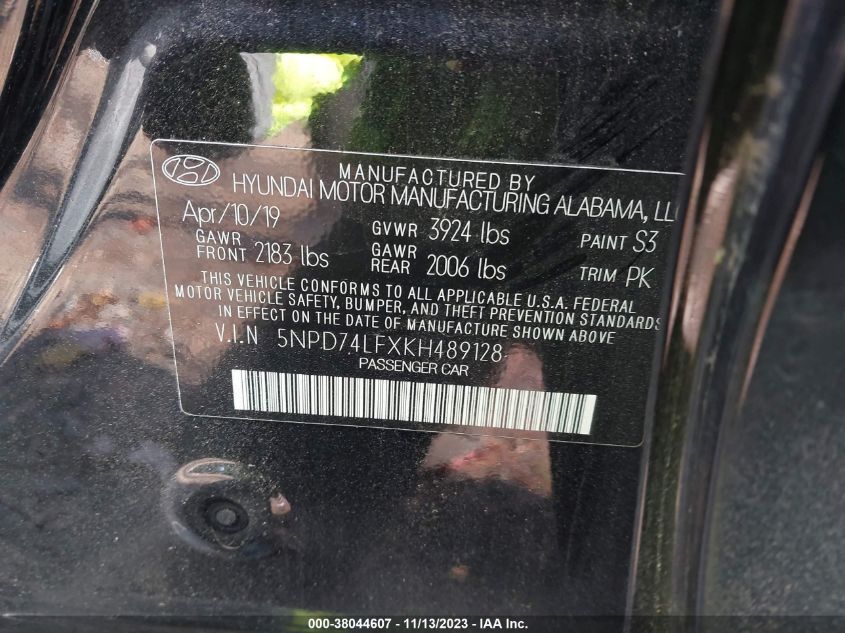 MANUFACTURED BY
HYUNDAI MOTOR MANUFACTURING ALABAMA, LLC
Apr/10/19 GVWR 3924 lbs PAINT S3
GAWR FRONT 2183 lbs GAWR REAR 2006 lbs TRIM PK
THIS VEHICLE CONFORMS TO ALL APPLICABLE U.S.A. FEDERAL
MOTOR VEHICLE SAFETY, BUMPER, AND THEFT PREVENTION STANDARDS
IN EFFECT ON THE DATE OF MANUFACTURE SHOWN ABOVE
V.I.N 5NPD74LFXKH489128
PASSENGER CAR
000-38044607 - 11/13/2023 - IAA Inc.